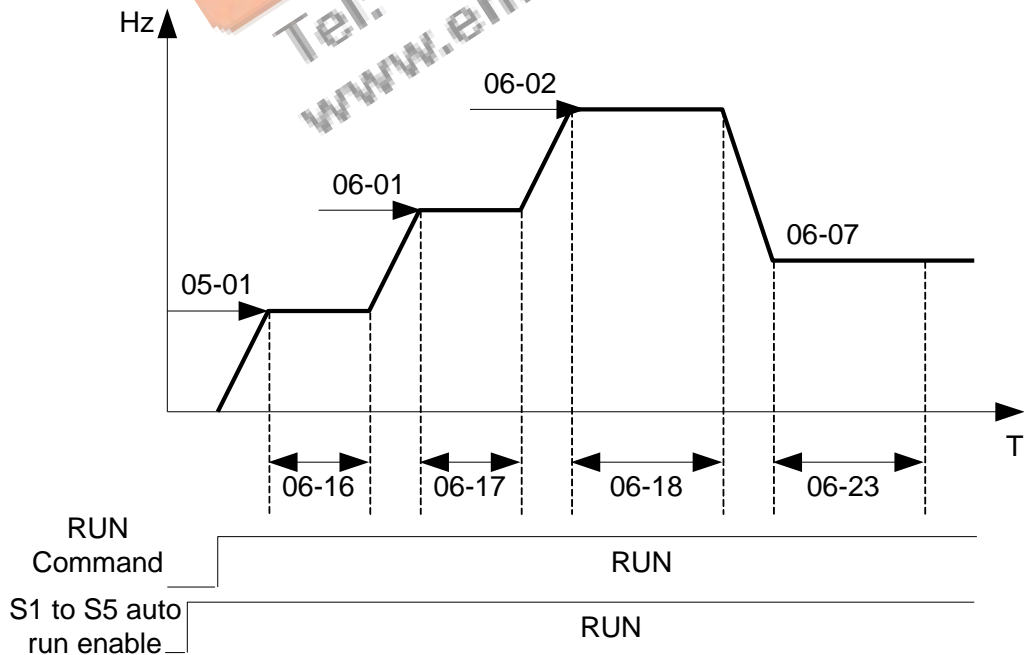 Hz
Tel:
06-02
06-01
06-07
05-01
T
06-16
06-17
06-18
06-23
RUN
Command
RUN
S1 to S5 auto
run enable
RUN